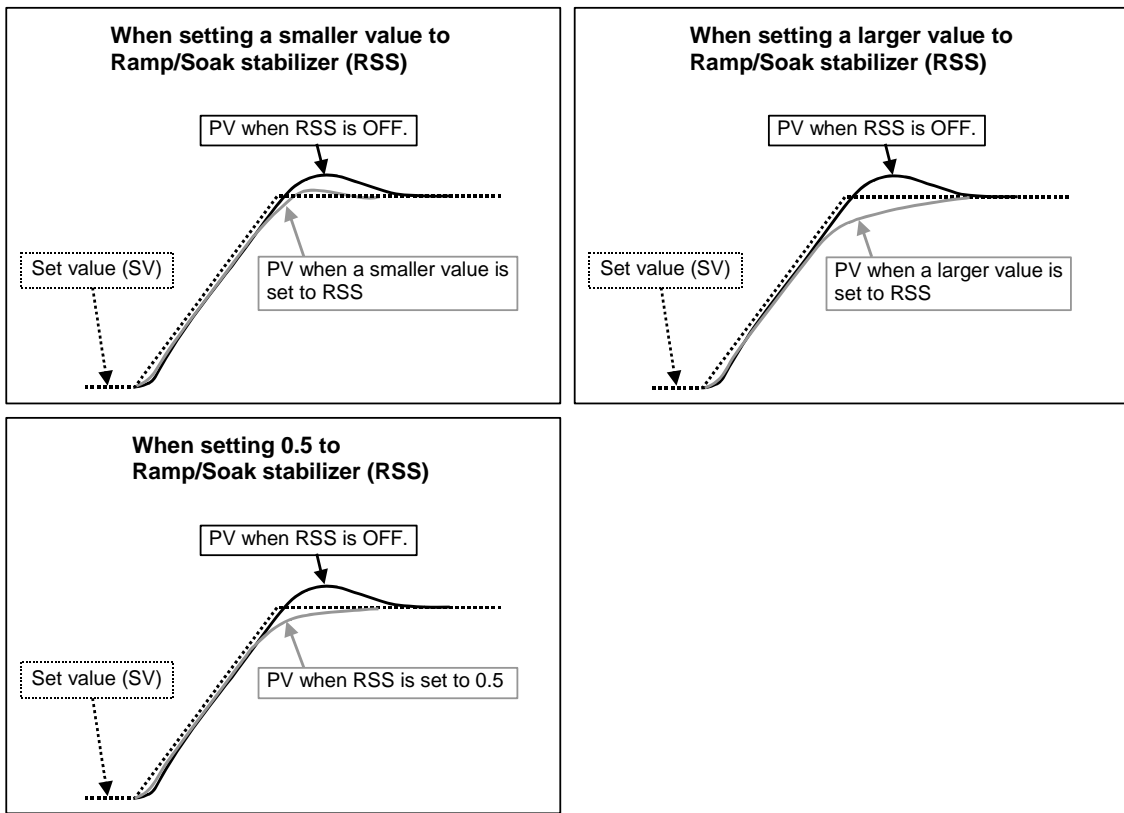 When setting a smaller value to
Ramp/Soak stabilizer (RSS)
PV when RSS is OFF.
Set value (SV)
PV when a smaller value is
set to RSS
When setting a larger value to
Ramp/Soak stabilizer (RSS)
PV when RSS is OFF.
Set value (SV)
PV when a larger value is
set to RSS
When setting 0.5 to
Ramp/Soak stabilizer (RSS)
PV when RSS is OFF.
Set value (SV)
PV when RSS is set to 0.5